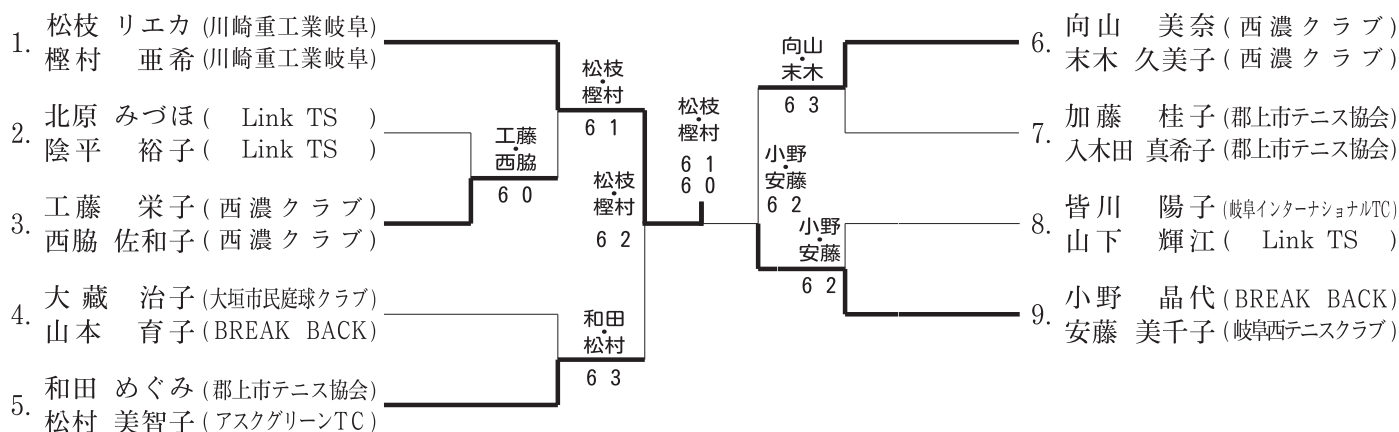 1. 松枝 リエカ (川崎重工業岐阜)
樫村 亜希 (川崎重工業岐阜)
2. 北原 みづほ ( Link TS )
陰平 裕子 ( Link TS )
3. 工藤 栄子 (西濃クラブ)
西脇 佐和子 (西濃クラブ)
4. 大蔵 治子 (大垣市民庭球クラブ)
山本 育子 (BREAK BACK)
5. 和田 めぐみ (郡上市テニス協会)
松村 美智子 (アスクグリーンTC)
工藤・
西脇
6 0
松枝・
樫村
6 1
和田・
松村
6 3
松枝・
樫村
6 2
松枝・
樫村
6 1
6 0
小野・
安藤
6 2
向山・
末木
6 3
小野・
安藤
6 2
6. 向山 美奈 (西濃クラブ)
末木 久美子 (西濃クラブ)
7. 加藤 桂子 (郡上市テニス協会)
入木田 真希子 (郡上市テニス協会)
8. 皆川 陽子 (岐阜インターナショナルTC)
山下 輝江 ( Link TS )
9. 小野 晶代 (BREAK BACK)
安藤 美千子 (岐阜西テニスクラブ)